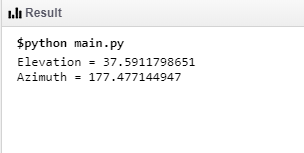 Result
$python main.py
Elevation = 37.5911798651
Azimuth = 177.477144947